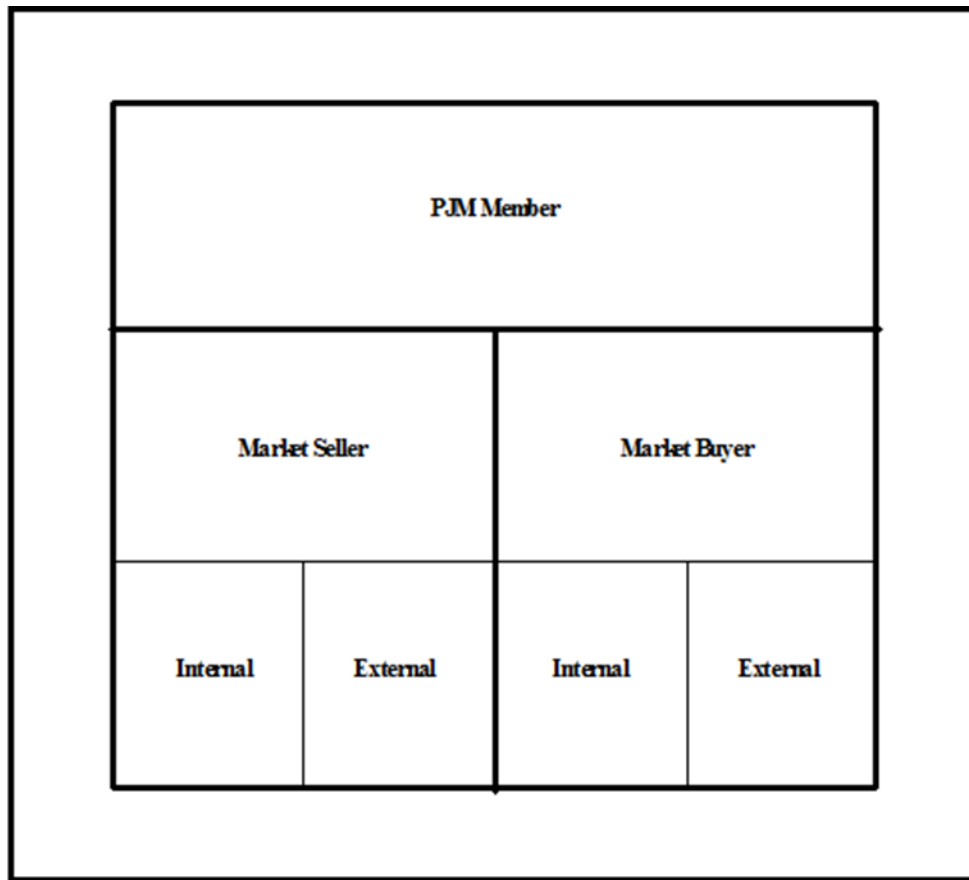 PJM Member
Market Seller
Market Buyer
Internal
External
Internal
External